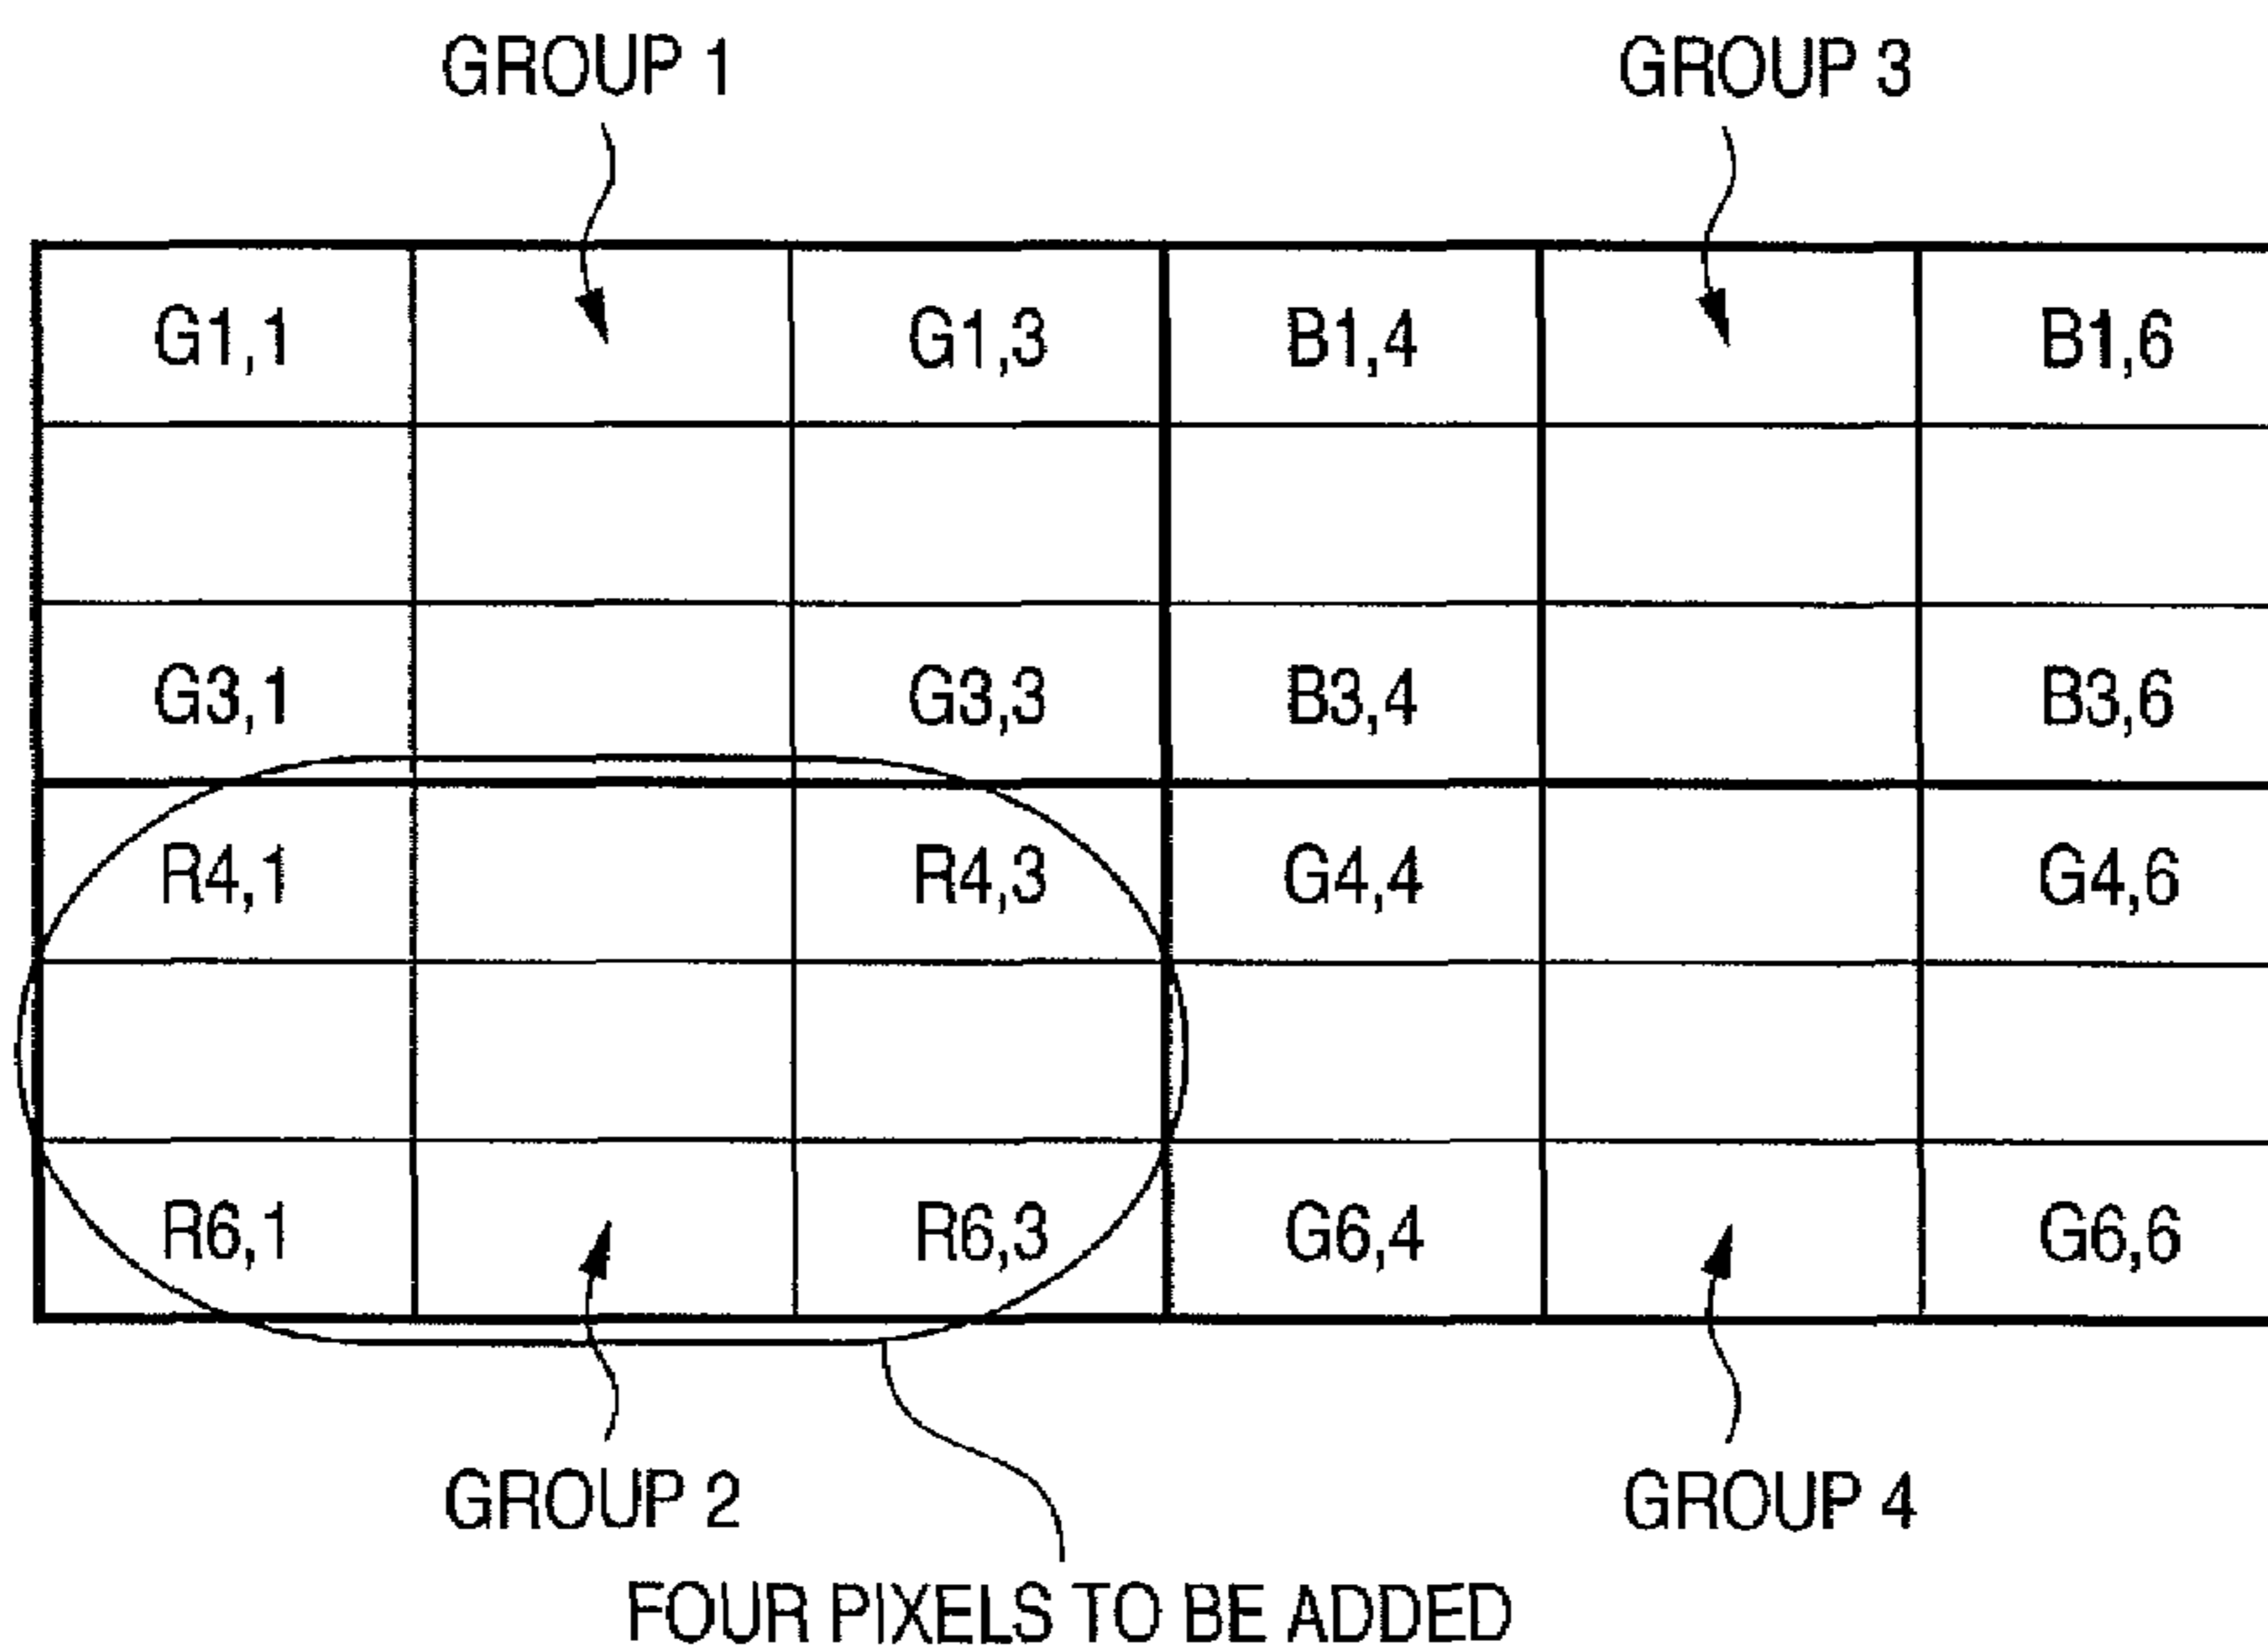 GROUP 1 GROUP 3
G1,1 G1,3 B1,4 B1,6
G3,1 G3,3 B3,4 B3,6
R4,1 R4,3 G4,4 G4,6
R6,1 R6,3 G6,4 G6,6
GROUP 2 GROUP 4
FOUR PIXELS TO BE ADDED